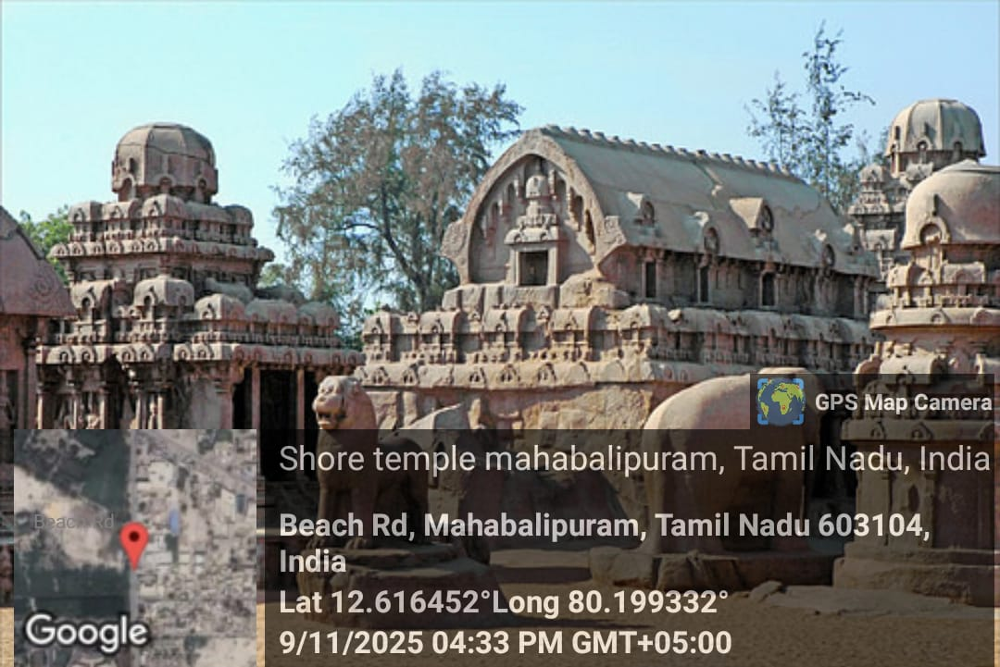 GPS Map Camera
Shore temple mahabalipuram, Tamil Nadu, India
Beach Rd, Mahabalipuram, Tamil Nadu 603104,
India
Lat 12.616452°Long 80.199332°
9/11/2025 04:33 PM GMT+05:00
Beach Rd
Google